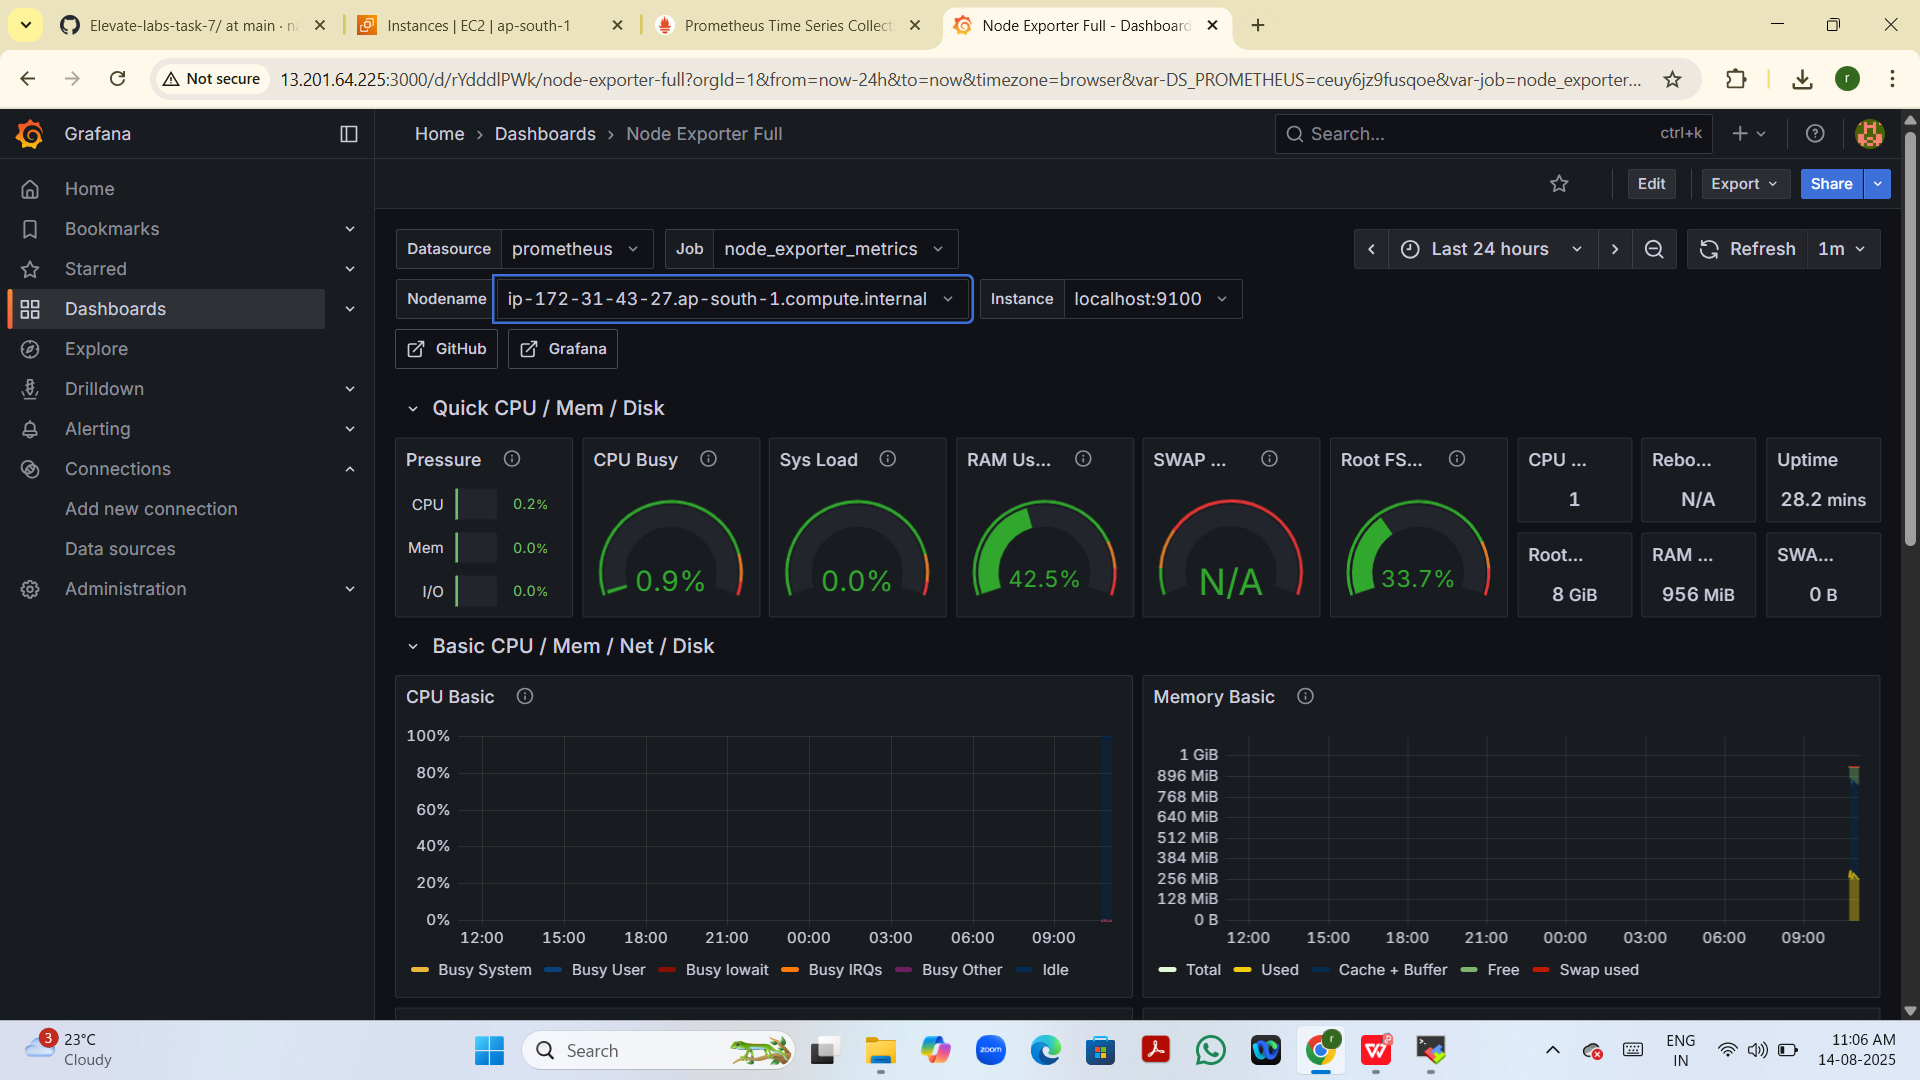 Elevate-labs-task-7/ at main · na
Instances | EC2 | ap-south-1
Prometheus Time Series Collect
Node Exporter Full - Dashboard
Not secure
13.201.64.225:3000/d/rYdddlPWk/node-exporter-full?orgId=1&from=now-24h&to=now&timezone=browser&var-DS_PROMETHEUS=ceuy6jz9fusqoe&var-job=node_exporter...
r
Grafana
Home › Dashboards › Node Exporter Full
Search...
ctrl+k
Home
Bookmarks
Starred
Dashboards
Explore
Drilldown
Alerting
Connections
Add new connection
Data sources
Administration
Edit
Export
Share
Datasource prometheus
Job node_exporter_metrics
Last 24 hours
Refresh 1m
Nodename ip-172-31-43-27.ap-south-1.compute.internal
Instance localhost:9100
GitHub
Grafana
Quick CPU / Mem / Disk
Pressure
CPU 0.2%
Mem 0.0%
I/O 0.0%
CPU Busy
0.9%
Sys Load
0.0%
RAM Us...
42.5%
SWAP ...
N/A
Root FS...
33.7%
CPU ...
1
Rebo...
N/A
Uptime
28.2 mins
Root...
8 GiB
RAM ...
956 MiB
SWA...
0 B
Basic CPU / Mem / Net / Disk
CPU Basic
100%
80%
60%
40%
20%
0%
12:00 15:00 18:00 21:00 00:00 03:00 06:00 09:00
Busy System Busy User Busy Iowait Busy IRQs Busy Other Idle
Memory Basic
1 GiB
896 MiB
768 MiB
640 MiB
512 MiB
384 MiB
256 MiB
128 MiB
0 B
12:00 15:00 18:00 21:00 00:00 03:00 06:00 09:00
Total Used Cache + Buffer Free Swap used
3
23°C
Cloudy
Search
zoom
r
ENG
IN
11:06 AM
14-08-2025